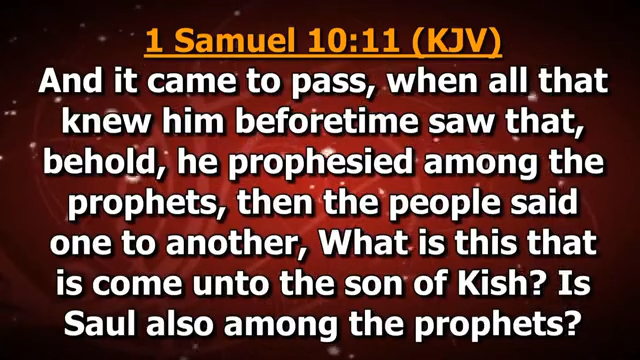 1 Samuel 10:11 (KJV)
And it came to pass, when all that
knew him beforetime saw that,
behold, he prophesied among the
prophets, then the people said
one to another, What is this that
is come unto the son of Kish? Is
Saul also among the prophets?